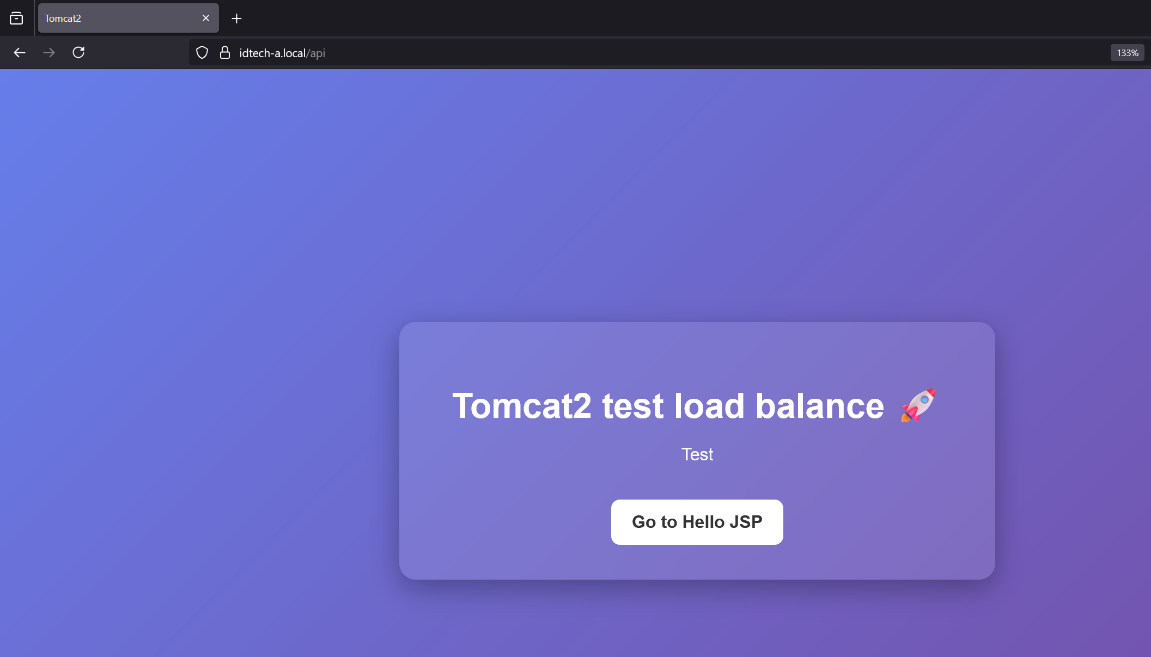 Tomcat2
idtech-a.local/api
133%
Tomcat2 test load balance 🚀
Test
Go to Hello JSP